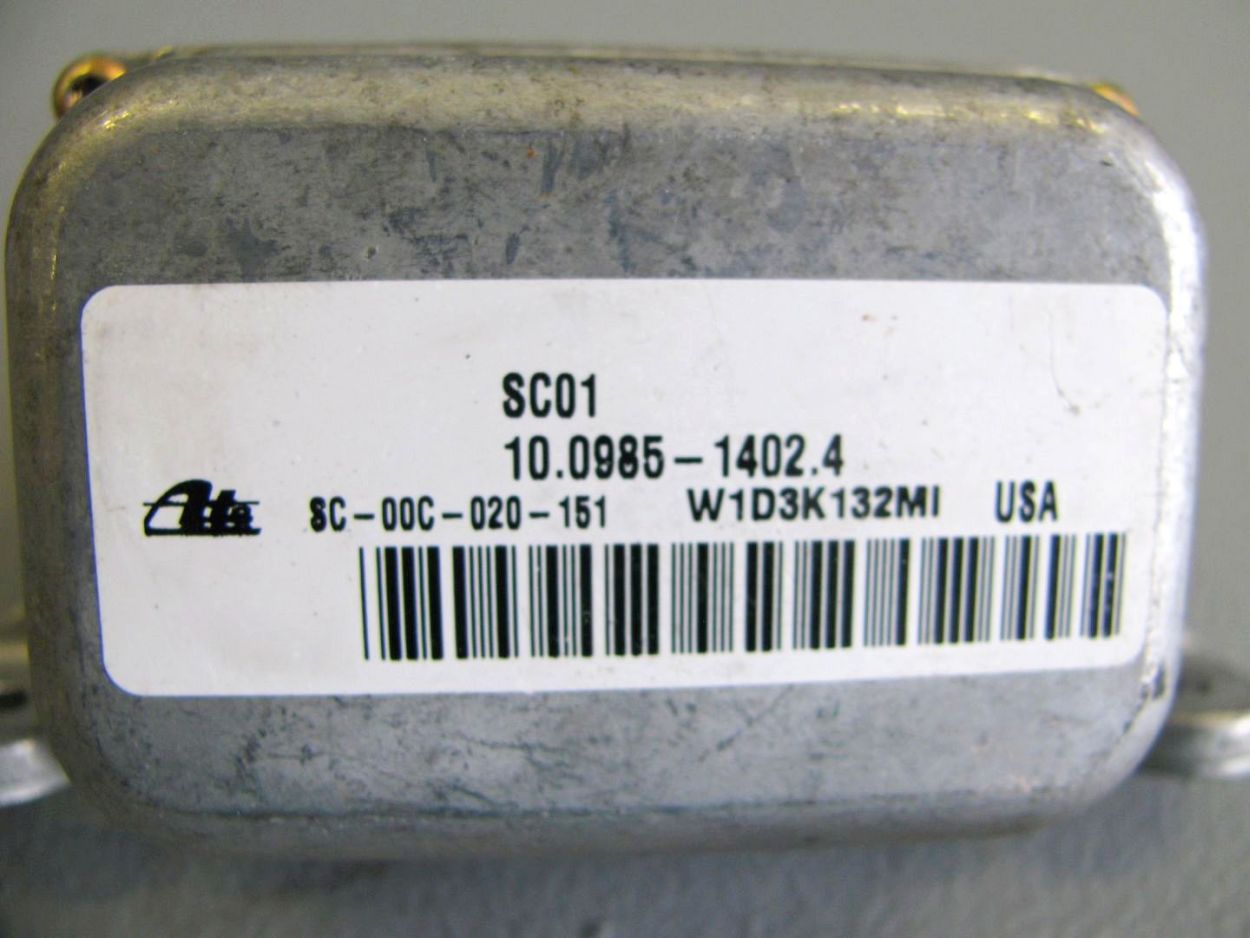 SC01
10.0985-1402.4
Ate SC-00C-020-151 W1D3K132MI USA